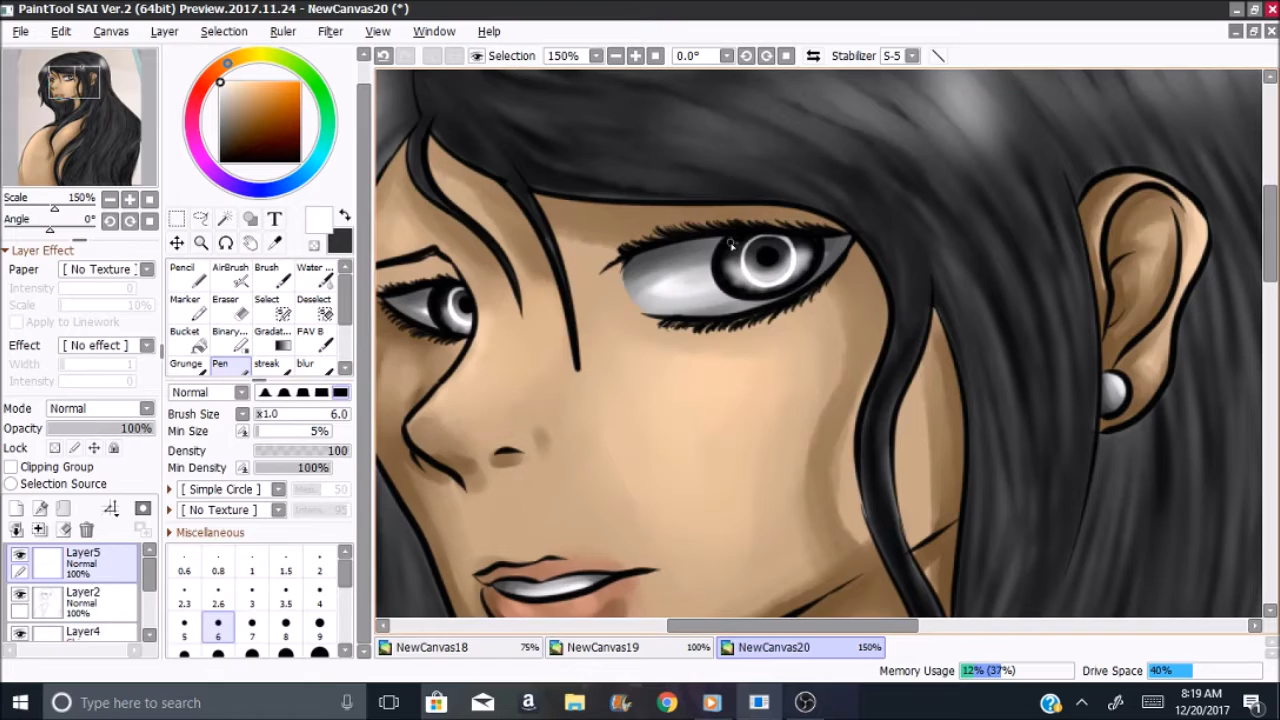 PaintTool SAI Ver.2 (64bit) Preview.2017.11.24 - NewCanvas20 (*)
File Edit Canvas Layer Selection Ruler Filter View Window Help
Selection 150% 0.0° Stabilizer S-5
Scale 150%
Angle 0°
Layer Effect
Paper [ No Texture ]
Intensity 0
Scale 10%
Apply to Linework
Effect [ No effect ]
Width 1
Intensity
Mode Normal
Opacity 100%
Lock
Clipping Group
Selection Source
Layer5
Normal
100%
Layer2
Normal
100%
Layer4
T
Pencil AirBrush Brush Water ...
Marker Eraser Select Deselect
Bucket Binary... Gradat... FAV B
Grunge Pen streak blur
Normal
Brush Size x1.0 6.0
Min Size 5%
Density 100
Min Density 100%
[ Simple Circle ] 50
[ No Texture ] 95
Miscellaneous
0.6 0.8 1 1.5 2
2.3 2.6 3 3.5 4
5 6 7 8 9
NewCanvas18 75% NewCanvas19 100% NewCanvas20 150%
Memory Usage 12% (37%) Drive Space 40%
Type here to search
8:19 AM
12/20/2017